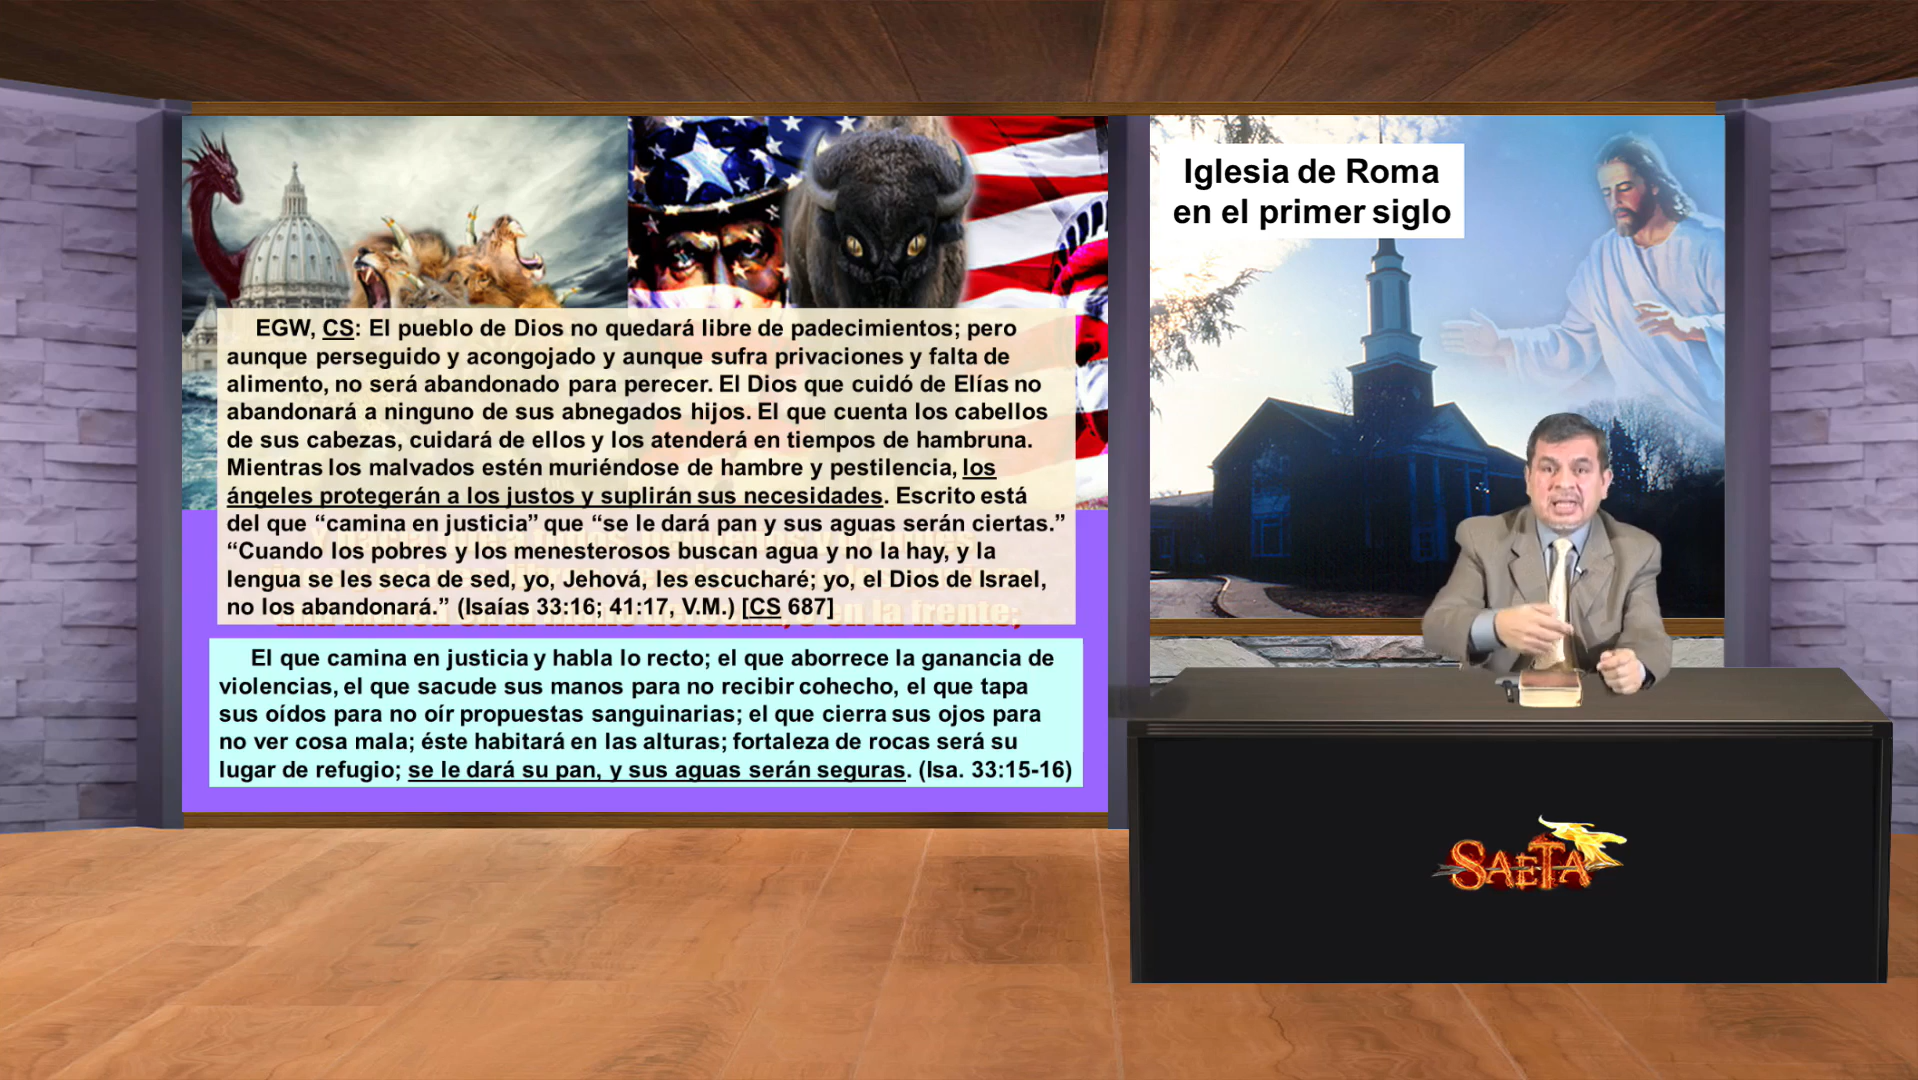 EGW, CS: El pueblo de Dios no quedará libre de padecimientos; pero
aunque perseguido y acongojado y aunque sufra privaciones y falta de
alimento, no será abandonado para perecer. El Dios que cuidó de Elías no
abandonará a ninguno de sus abnegados hijos. El que cuenta los cabellos
de sus cabezas, cuidará de ellos y los atenderá en tiempos de hambruna.
Mientras los malvados estén muriéndose de hambre y pestilencia, los
ángeles protegerán a los justos y suplirán sus necesidades. Escrito está
del que “camina en justicia” que “se le dará pan y sus aguas serán ciertas.”
“Cuando los pobres y los menesterosos buscan agua y no la hay, y la
lengua se les seca de sed, yo, Jehová, les escucharé; yo, el Dios de Israel,
no los abandonará.” (Isaías 33:16; 41:17, V.M.) [CS 687]
El que camina en justicia y habla lo recto; el que aborrece la ganancia de
violencias, el que sacude sus manos para no recibir cohecho, el que tapa
sus oídos para no oír propuestas sanguinarias; el que cierra sus ojos para
no ver cosa mala; éste habitará en las alturas; fortaleza de rocas será su
lugar de refugio; se le dará su pan, y sus aguas serán seguras. (Isa. 33:15-16)
Iglesia de Roma
en el primer siglo
SAETA